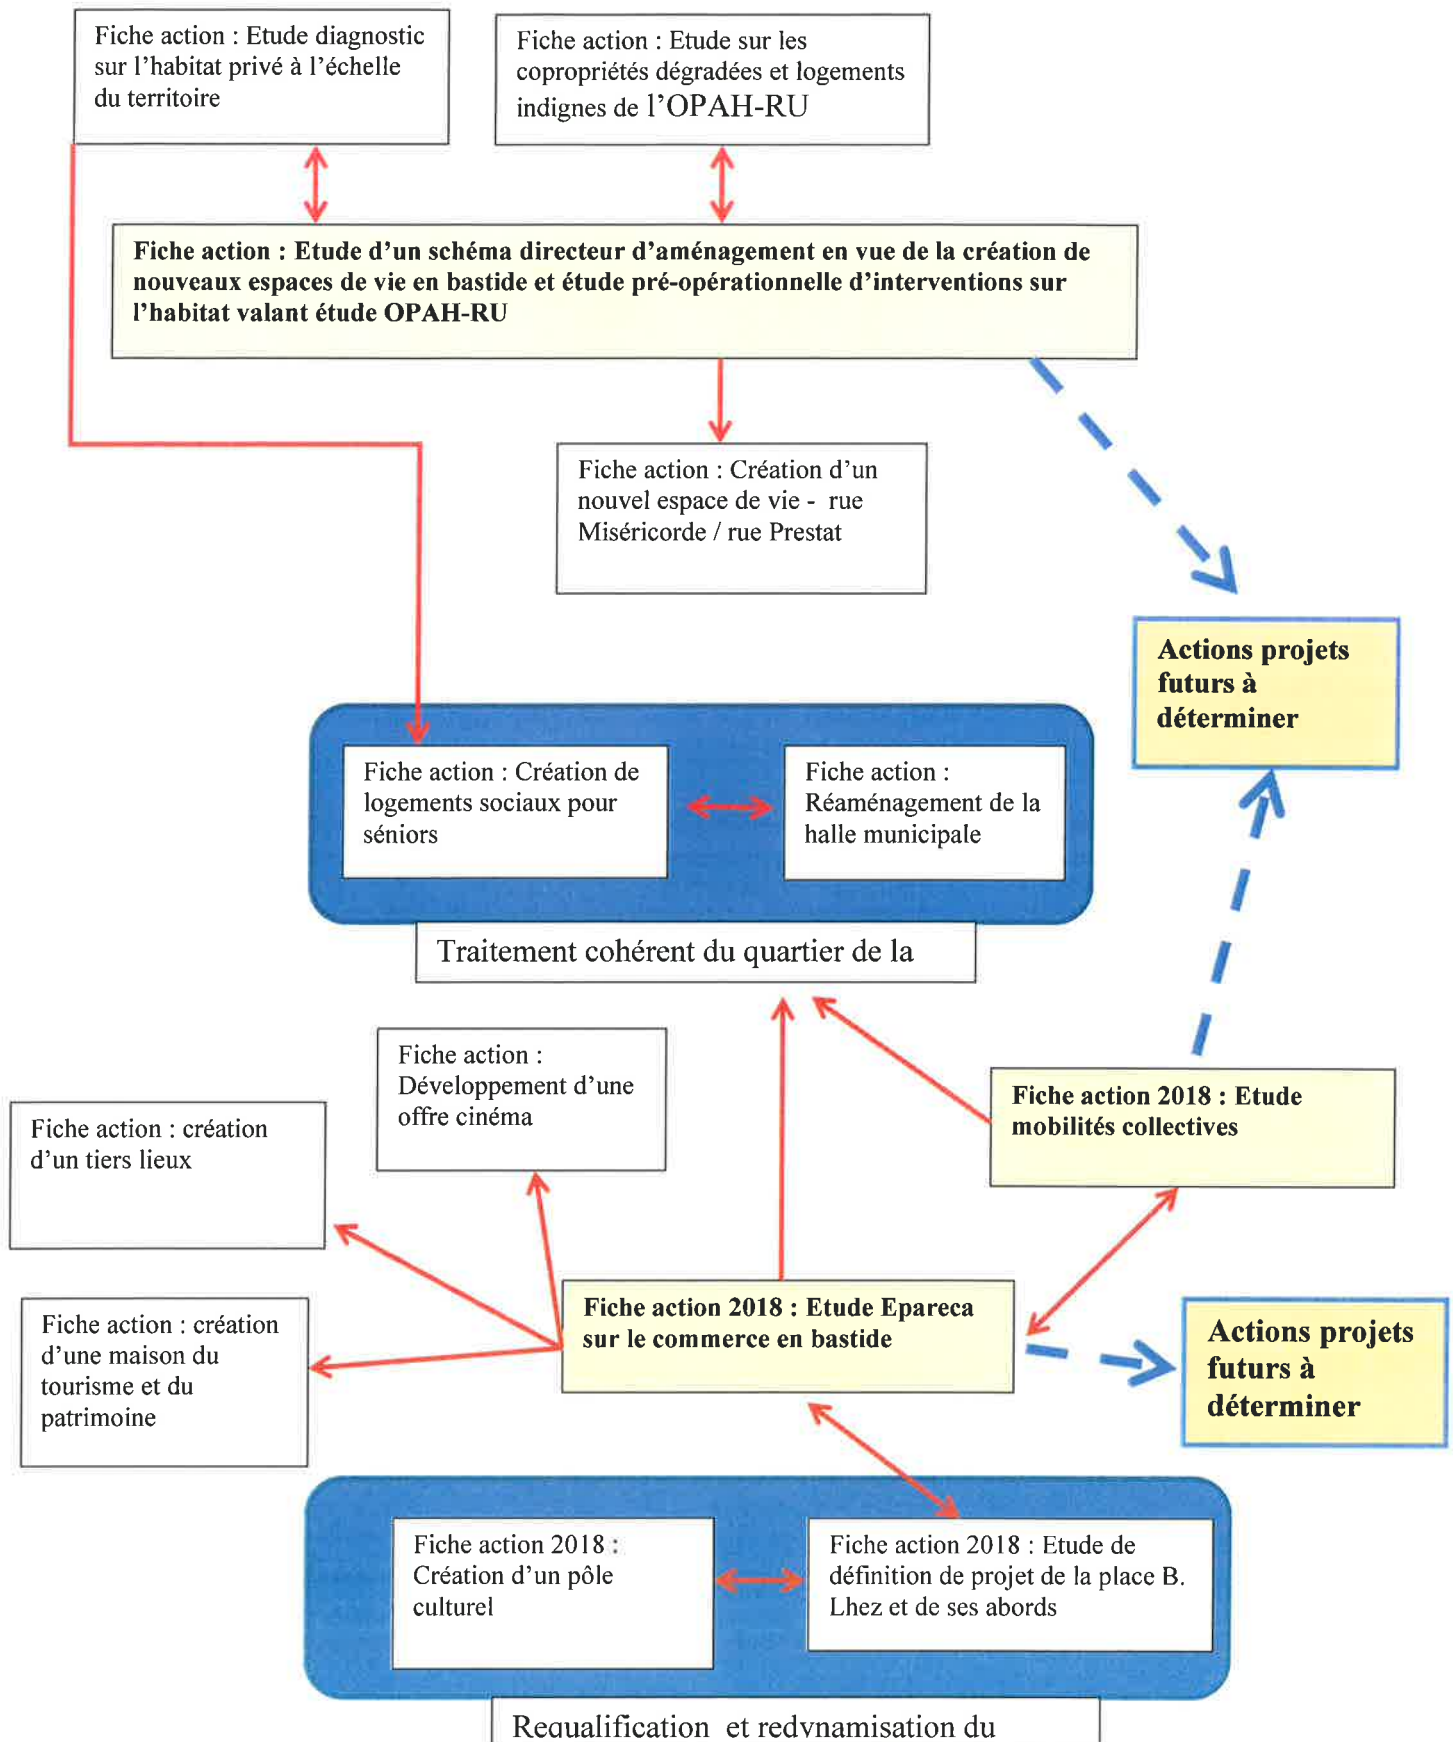 Fiche action : Etude diagnostic
sur l'habitat privé à l'échelle
du territoire
Fiche action : Etude sur les
copropriétés dégradées et logements
indignes de l'OPAH-RU
Fiche action : Etude d'un schéma directeur d'aménagement en vue de la création de
nouveaux espaces de vie en bastide et étude pré-opérationnelle d'interventions sur
l'habitat valant étude OPAH-RU
Fiche action : Création d'un
nouvel espace de vie - rue
Miséricorde / rue Prestat
Actions projets
futurs à
déterminer
Fiche action : Création de
logements sociaux pour
séniors
Fiche action :
Réaménagement de la
halle municipale
Traitement cohérent du quartier de la
Fiche action :
Développement d'une
offre cinéma
Fiche action 2018 : Etude
mobilités collectives
Fiche action : création
d'un tiers lieux
Fiche action 2018 : Etude Epareca
sur le commerce en bastide
Fiche action : création
d'une maison du
tourisme et du
patrimoine
Actions projets
futurs à
déterminer
Fiche action 2018 :
Création d'un pôle
culturel
Fiche action 2018 : Etude de
définition de projet de la place B.
Lhez et de ses abords
Requalification et redynamisation du